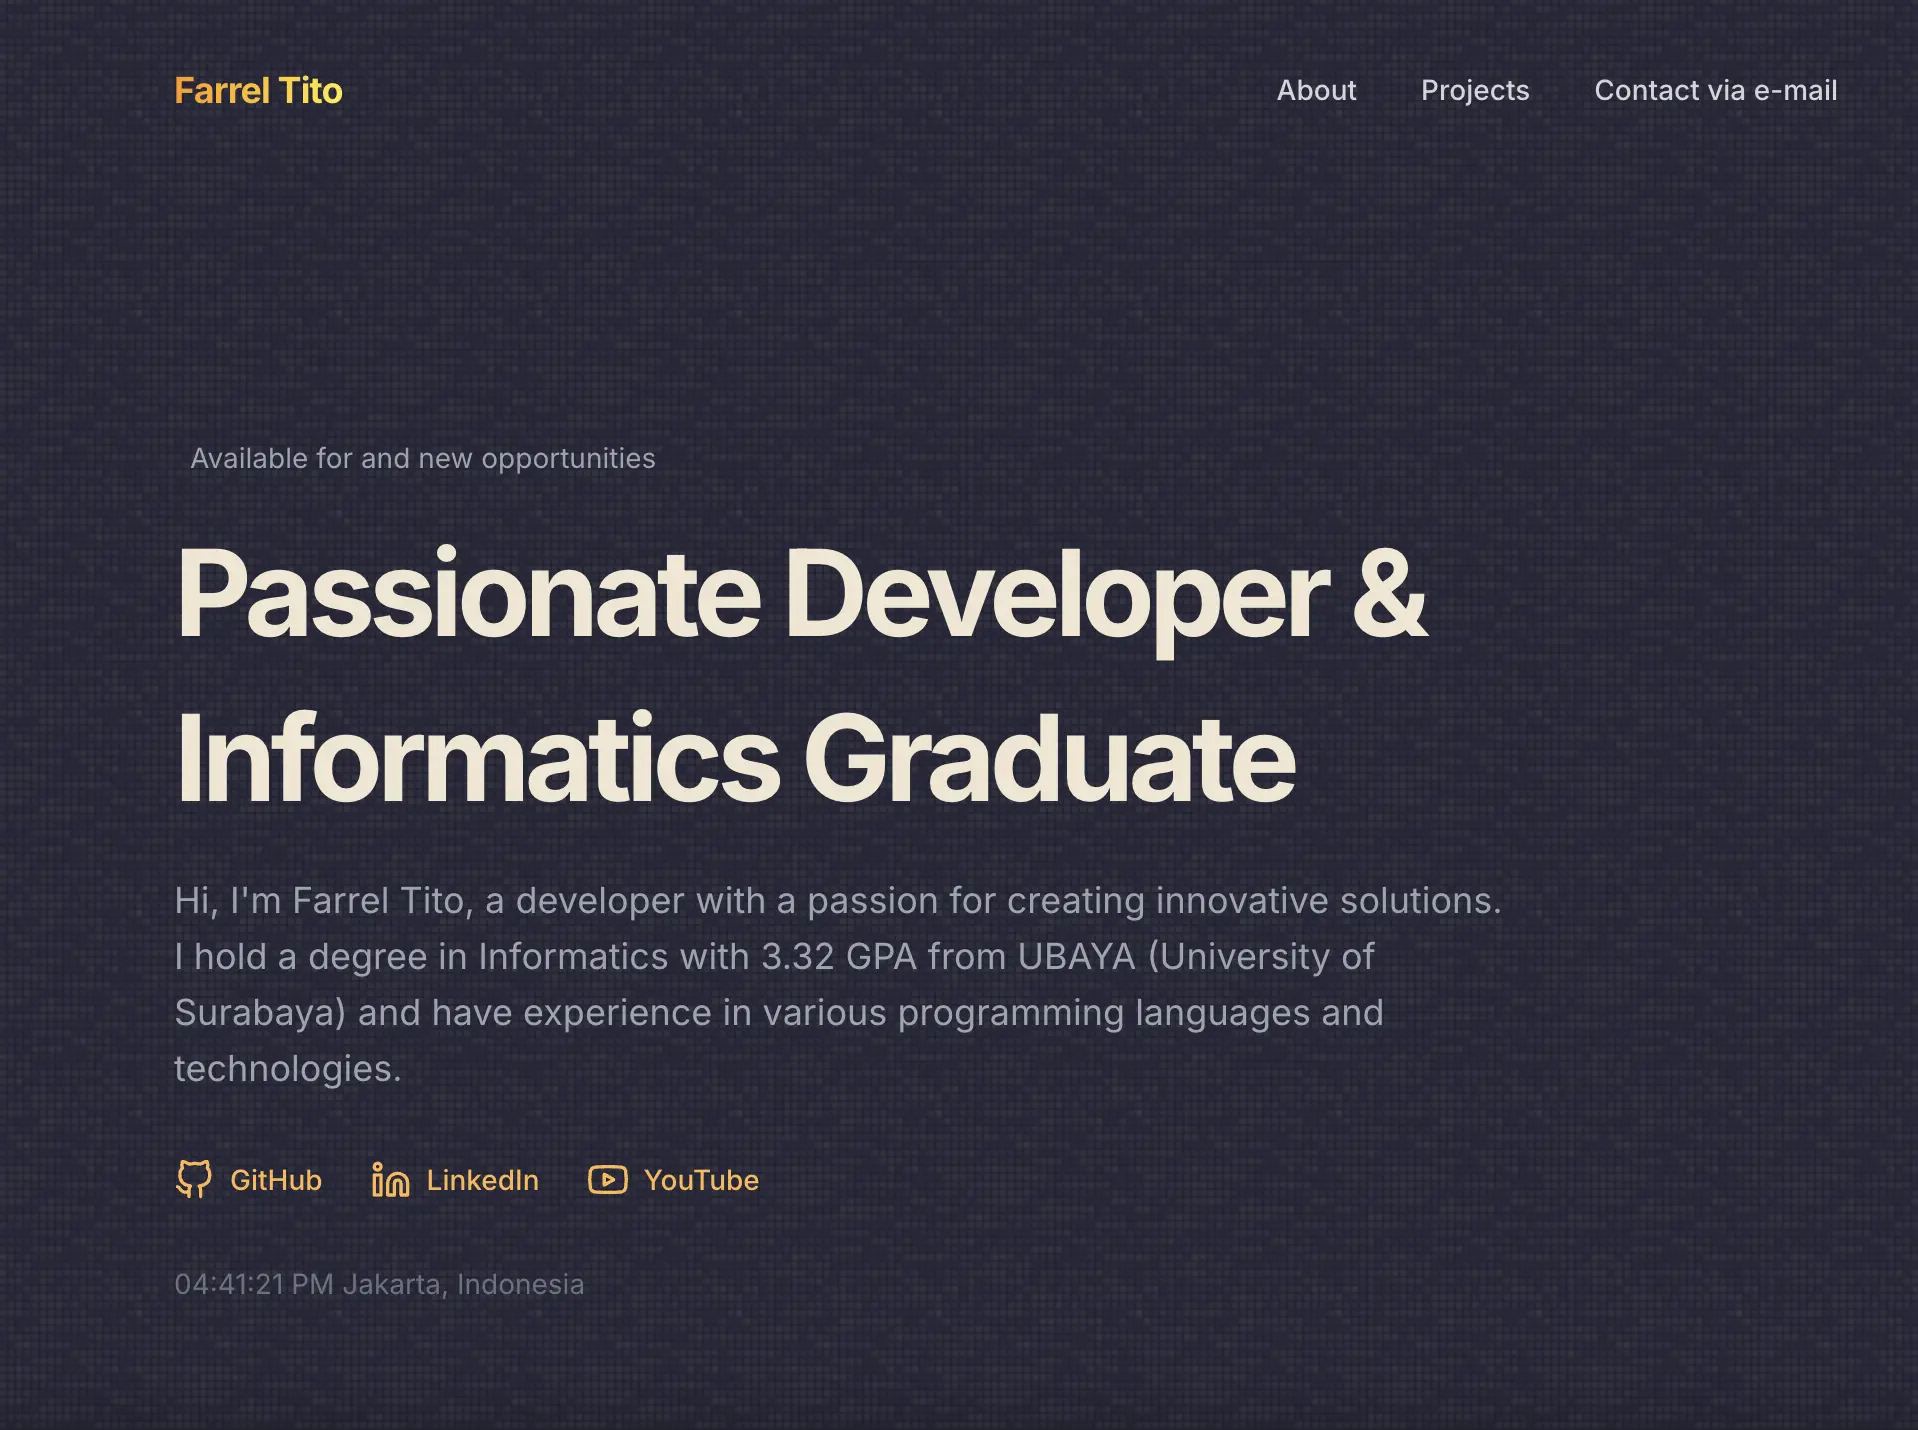 Farrel Tito
About Projects Contact via e-mail
Available for and new opportunities
Passionate Developer &
Informatics Graduate
Hi, I'm Farrel Tito, a developer with a passion for creating innovative solutions.
I hold a degree in Informatics with 3.32 GPA from UBAYA (University of
Surabaya) and have experience in various programming languages and
technologies.
GitHub LinkedIn YouTube
04:41:21 PM Jakarta, Indonesia